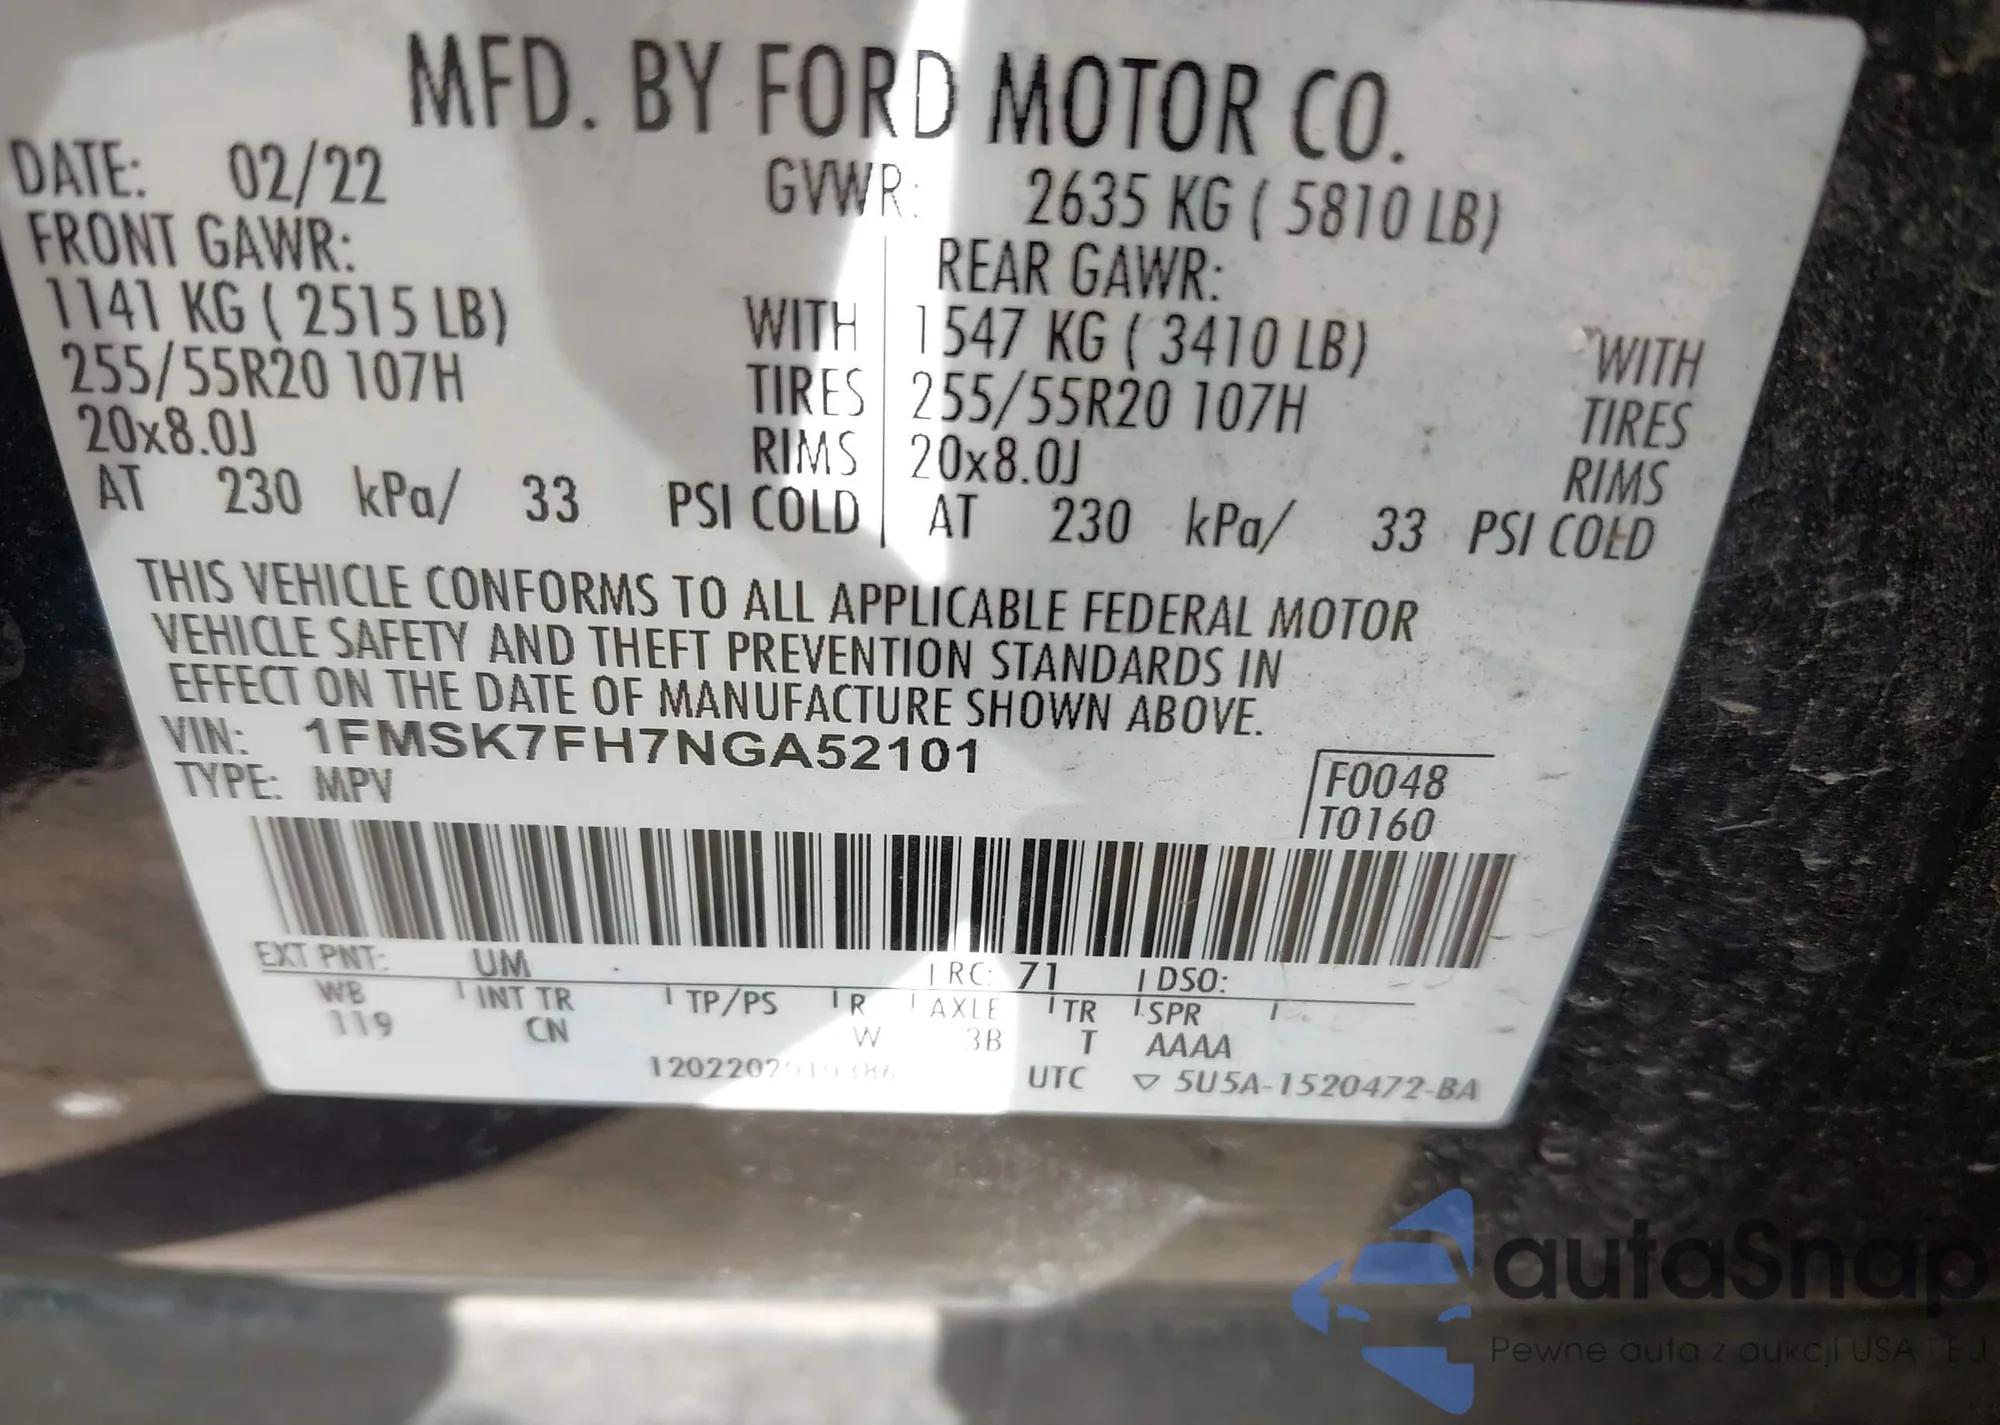 MFD. BY FORD MOTOR CO.
DATE: 02/22 GVWR: 2635 KG ( 5810 LB)
FRONT GAWR: REAR GAWR:
1141 KG ( 2515 LB) WITH 1547 KG ( 3410 LB) WITH
255/55R20 107H TIRES 255/55R20 107H TIRES
20x8.0J RIMS 20x8.0J RIMS
AT 230 kPa/ 33 PSI COLD AT 230 kPa/ 33 PSI COLD
THIS VEHICLE CONFORMS TO ALL APPLICABLE FEDERAL MOTOR
VEHICLE SAFETY AND THEFT PREVENTION STANDARDS IN
EFFECT ON THE DATE OF MANUFACTURE SHOWN ABOVE.
VIN: 1FMSK7FH7NGA52101
TYPE: MPV
F0048
T0160
EXT PNT: UM RC: 71 DSO:
WB INT TR TP/PS R AXLE TR SPR
119 CN W 3B T AAAA
UTC ▽ 5U5A-1520472-BA
autaSnap
Pewne auta z aukcji USA i EU